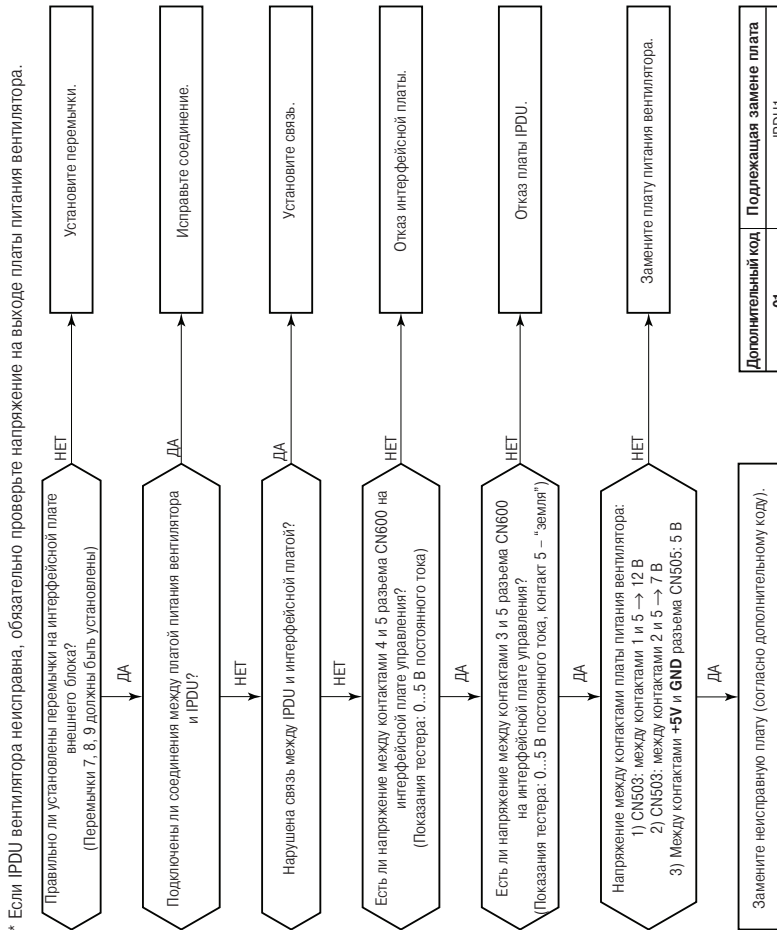 * Если IPDU вентилятора неисправна, обязательно проверьте напряжение на выходе платы питания вентилятора.
Правильно ли установлены перемычки на интерфейсной плате
внешнего блока?
(Перемычки 7, 8, 9 должны быть установлены)
НЕТ
Установите перемычки.
ДА
Подключены ли соединения между платой питания вентилятора
и IPDU?
ДА
Исправьте соединение.
НЕТ
Нарушена связь между IPDU и интерфейсной платой?
ДА
Установите связь.
НЕТ
Есть ли напряжение между контактами 4 и 5 разъема CN600 на
интерфейсной плате управления?
(Показания тестера: 0...5 В постоянного тока)
НЕТ
Отказ интерфейсной платы.
ДА
Есть ли напряжение между контактами 3 и 5 разъема CN600
на интерфейсной плате управления?
(Показания тестера: 0...5 В постоянного тока, контакт 5 – “земля”)
НЕТ
Отказ платы IPDU.
ДА
Напряжение между контактами платы питания вентилятора:
1) CN503: между контактами 1 и 5 → 12 В
2) CN503: между контактами 2 и 5 → 7 В
3) Между контактами +5V и GND разъема CN505: 5 В
НЕТ
Замените плату питания вентилятора.
ДА
Замените неисправную плату (согласно дополнительному коду).
Дополнительный код Подлежащая замене плата